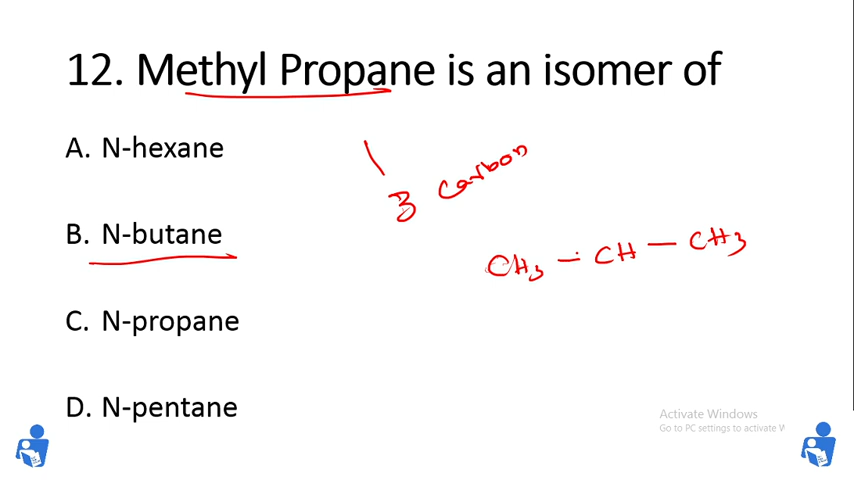 12. Methyl Propane is an isomer of
A. N-hexane
3 carbon
B. N-butane
CH3 – CH – CH3
C. N-propane
D. N-pentane
Activate Windows
Go to PC settings to activate W